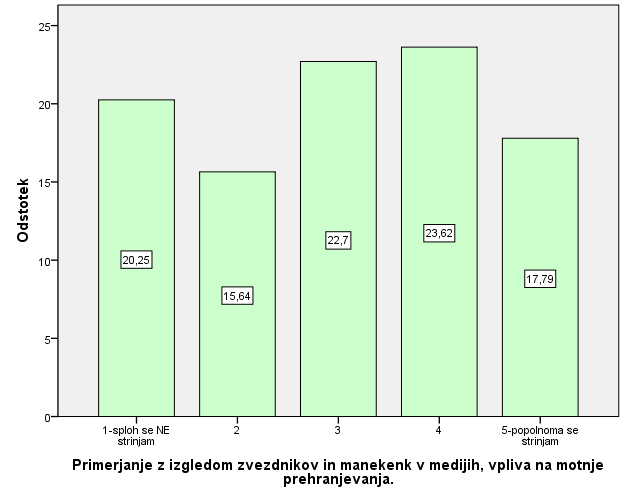 25
20
15
10
5
0
Odstotek
20,25
15,64
22,7
23,62
17,79
1-sploh se NE
strinjam
2
3
4
5-popolnoma se
strinjam
Primerjanje z izgledom zvezdnikov in manekenk v medijih, vpliva na motnje
prehranjevanja.